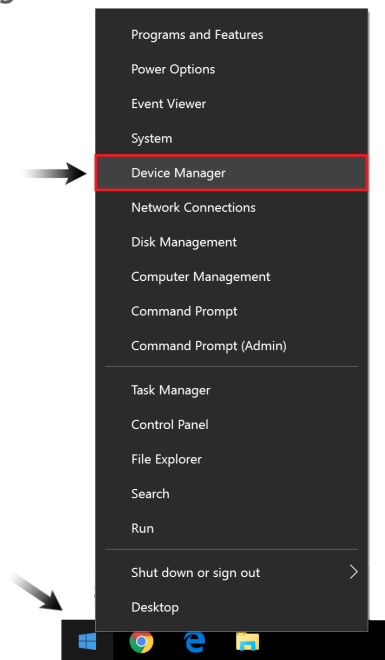 Programs and Features
Power Options
Event Viewer
System
Device Manager
Network Connections
Disk Management
Computer Management
Command Prompt
Command Prompt (Admin)
Task Manager
Control Panel
File Explorer
Search
Run
Shut down or sign out
Desktop